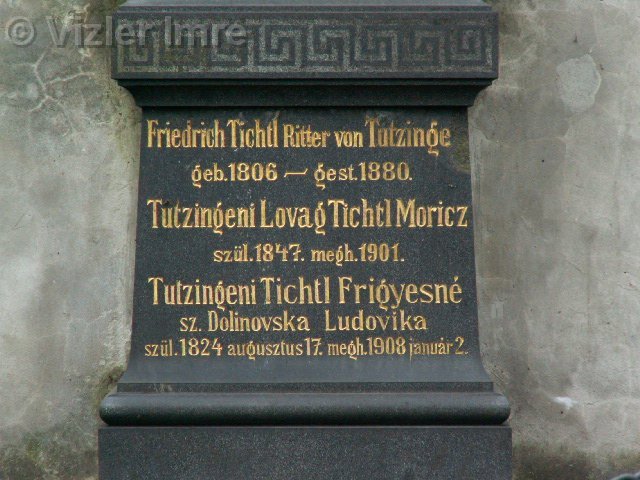 © Vizler Imre
Friedrich Tichtl Ritter von Tutzinge
geb.1806 — gest.1880.
Tutzingeni Lovag Tichtl Moricz
szül.1847. megh.1901.
Tutzingeni Tichtl Frigyesné
sz. Dolinovska Ludovika
szül.1824 augusztus 17. megh.1908 január 2.